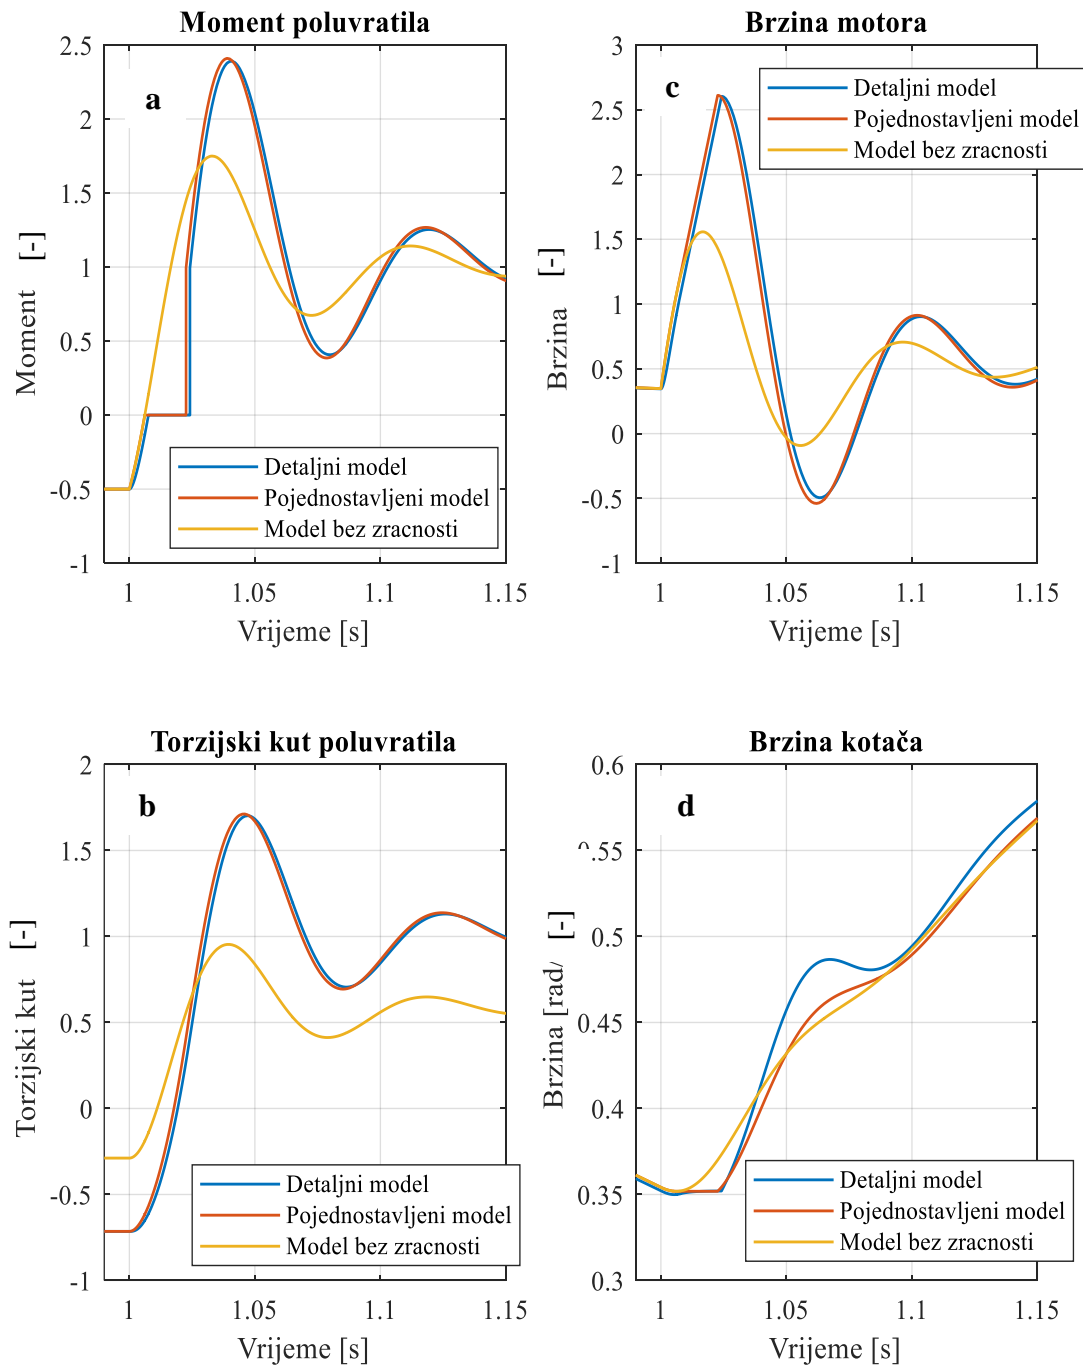 Moment poluvratila
2.5
2
1.5
1
0.5
0
-0.5
-1
a
Moment [-]
Detaljni model
Pojednostavljeni model
Model bez zracnosti
1
1.05
1.1
1.15
Vrijeme [s]
Brzina motora
3
2.5
2
1.5
1
0.5
0
-0.5
-1
c
Brzina [-]
Detaljni model
Pojednostavljeni model
Model bez zracnosti
1
1.05
1.1
1.15
Vrijeme [s]
Torzijski kut poluvratila
2
1.5
1
0.5
0
-0.5
-1
b
Torzijski kut [-]
Detaljni model
Pojednostavljeni model
Model bez zracnosti
1
1.05
1.1
1.15
Vrijeme [s]
Brzina kotača
0.6
.55
0.5
0.45
0.4
0.35
0.3
d
Brzina [rad/ [-]
Detaljni model
Pojednostavljeni model
Model bez zracnosti
1
1.05
1.1
1.15
Vrijeme [s]